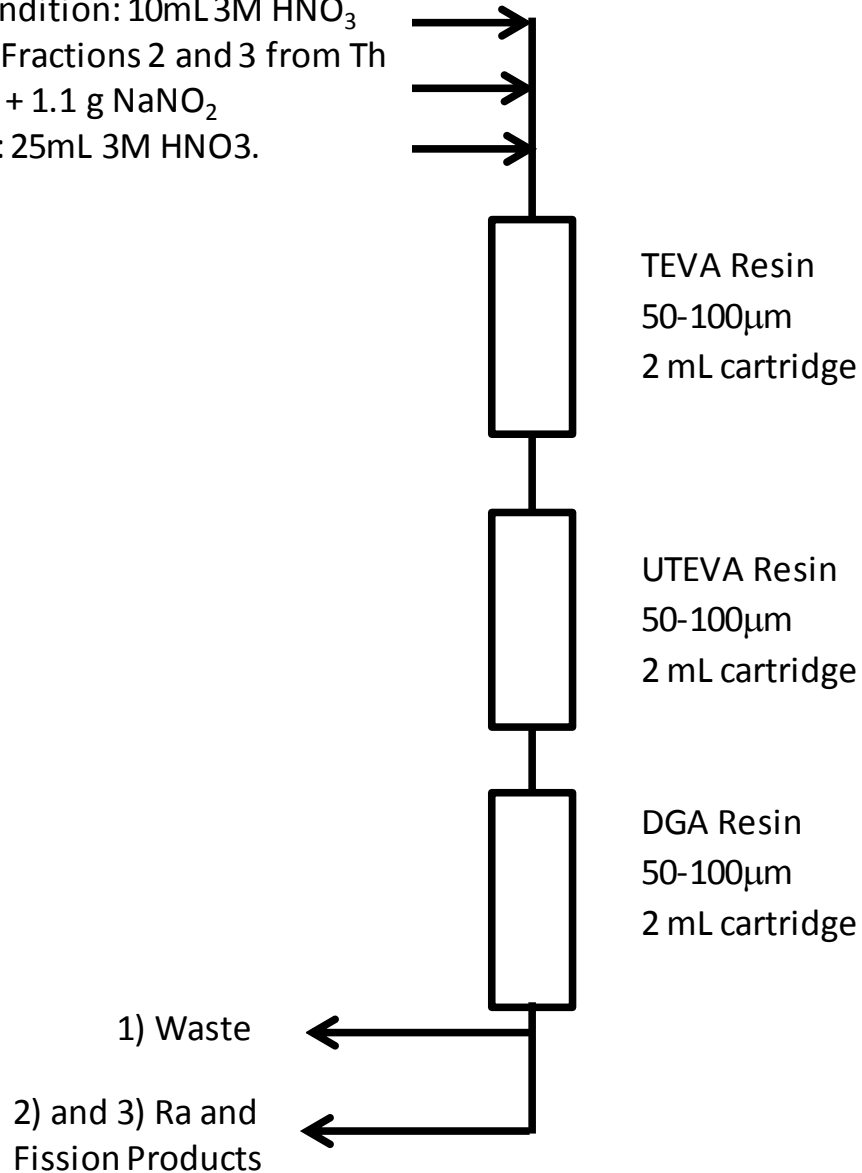 ndition: 10mL 3M HNO₃
Fractions 2 and 3 from Th
+ 1.1 g NaNO₂
: 25mL 3M HNO3.
TEVA Resin
50-100μm
2 mL cartridge
UTEVA Resin
50-100μm
2 mL cartridge
DGA Resin
50-100μm
2 mL cartridge
1) Waste
2) and 3) Ra and
Fission Products